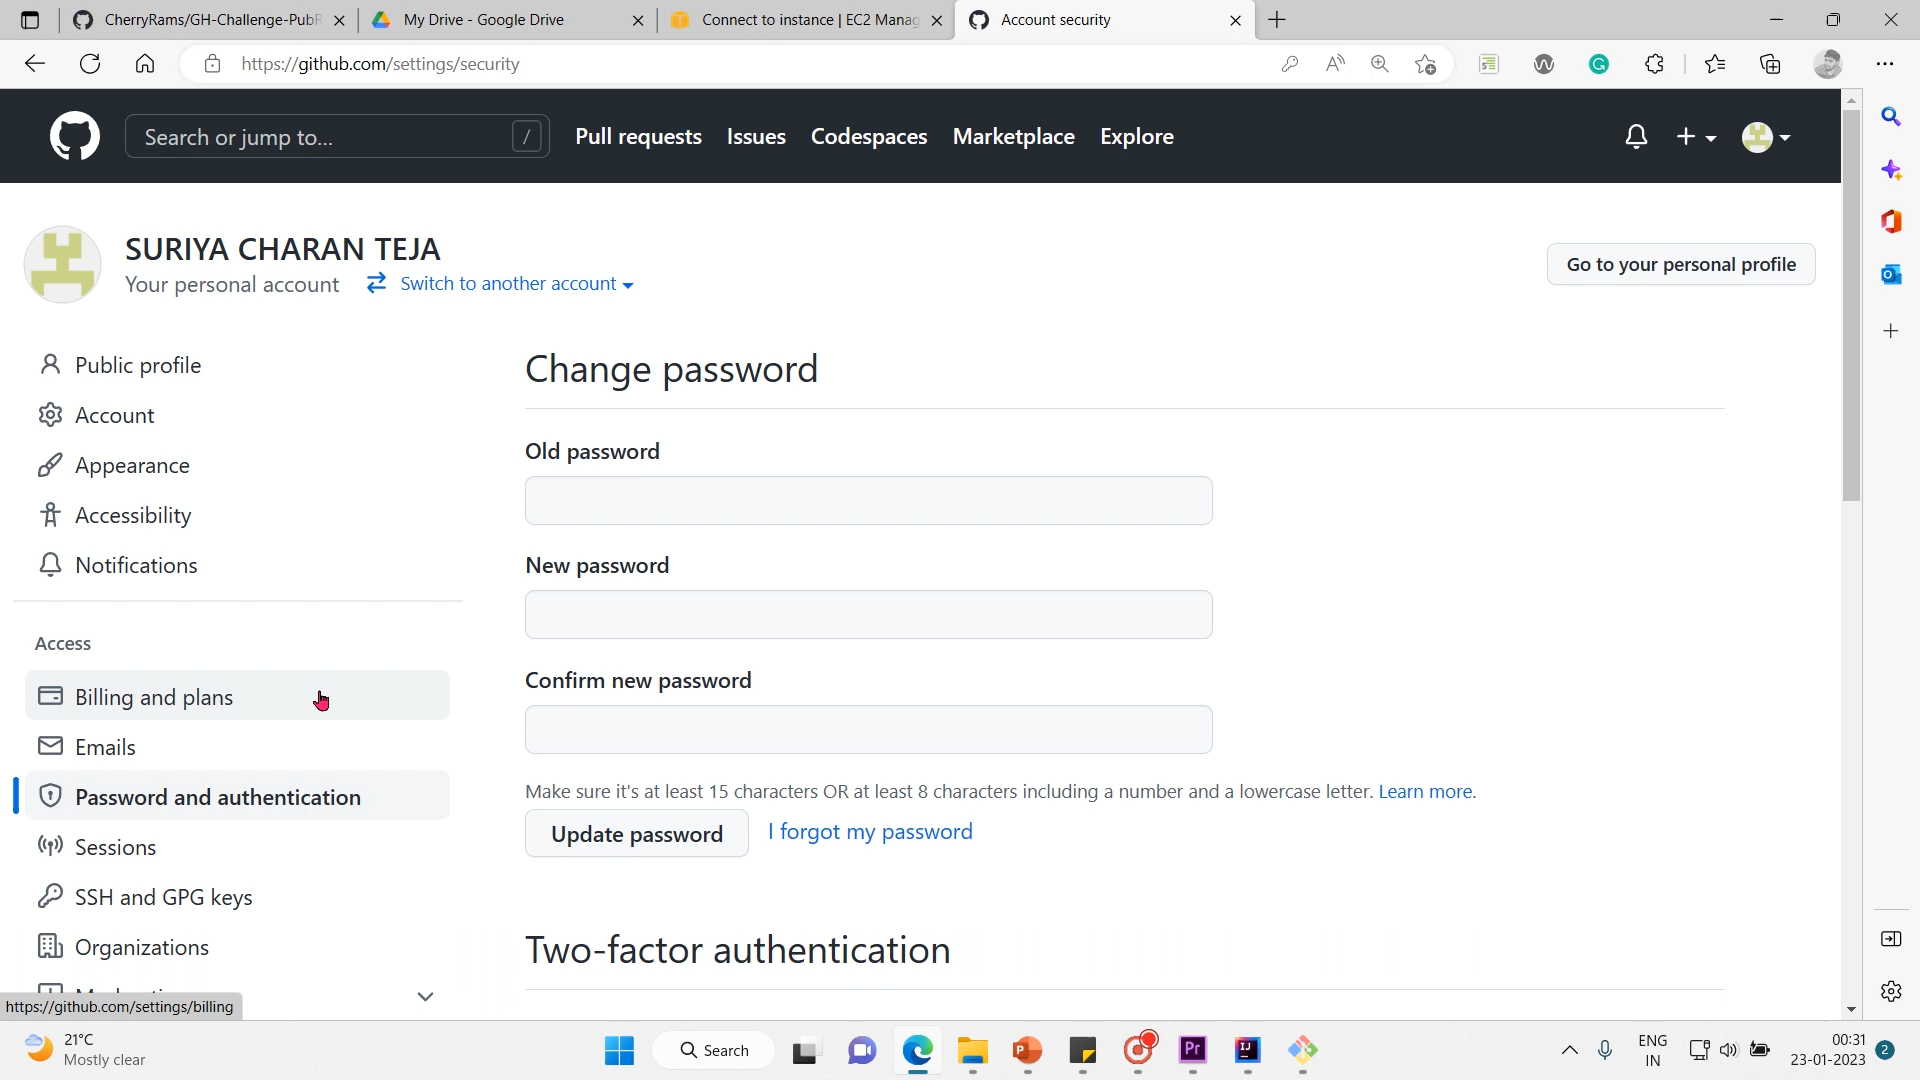 CherryRams/GH-Challenge-PubR
My Drive - Google Drive
Connect to instance | EC2 Manag
Account security
https://github.com/settings/security
Search or jump to... /
Pull requests
Issues
Codespaces
Marketplace
Explore
SURIYA CHARAN TEJA
Your personal account
Switch to another account
Go to your personal profile
Public profile
Account
Appearance
Accessibility
Notifications
Access
Billing and plans
Emails
Password and authentication
Sessions
SSH and GPG keys
Organizations
https://github.com/settings/billing
Change password
Old password
New password
Confirm new password
Make sure it's at least 15 characters OR at least 8 characters including a number and a lowercase letter. Learn more.
Update password
I forgot my password
Two-factor authentication
21°C
Mostly clear
Search
Pr
IJ
ENG
IN
00:31
23-01-2023
2